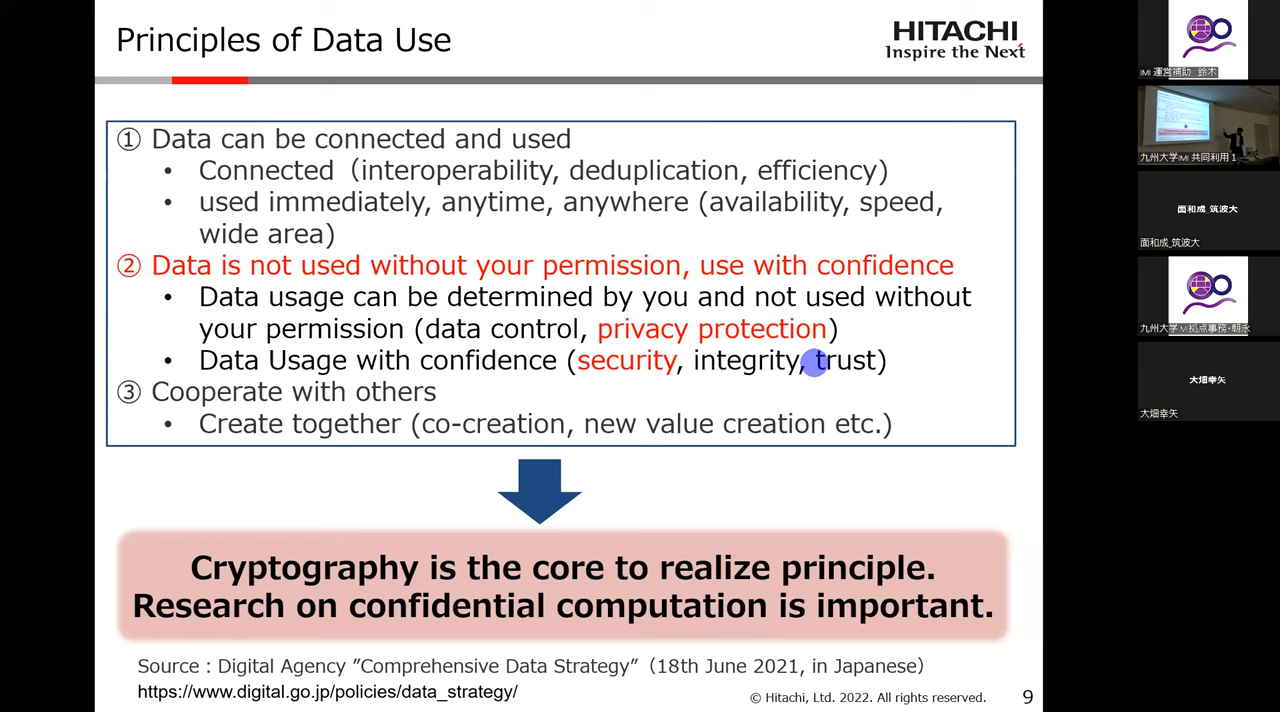 Principles of Data Use
HITACHI
Inspire the Next
① Data can be connected and used
• Connected（interoperability, deduplication, efficiency)
• used immediately, anytime, anywhere (availability, speed,
wide area)
② Data is not used without your permission, use with confidence
• Data usage can be determined by you and not used without
your permission (data control, privacy protection)
• Data Usage with confidence (security, integrity, trust)
③ Cooperate with others
• Create together (co-creation, new value creation etc.)
Cryptography is the core to realize principle.
Research on confidential computation is important.
Source : Digital Agency ”Comprehensive Data Strategy”（18th June 2021, in Japanese）
https://www.digital.go.jp/policies/data_strategy/
© Hitachi, Ltd. 2022. All rights reserved.
9
IMI 運営補助 鈴木
九州大学IMI 共同利用 1
面和成_筑波大
面和成_筑波大
九州大学 拠点事務・朝永
大畑幸矢
大畑幸矢